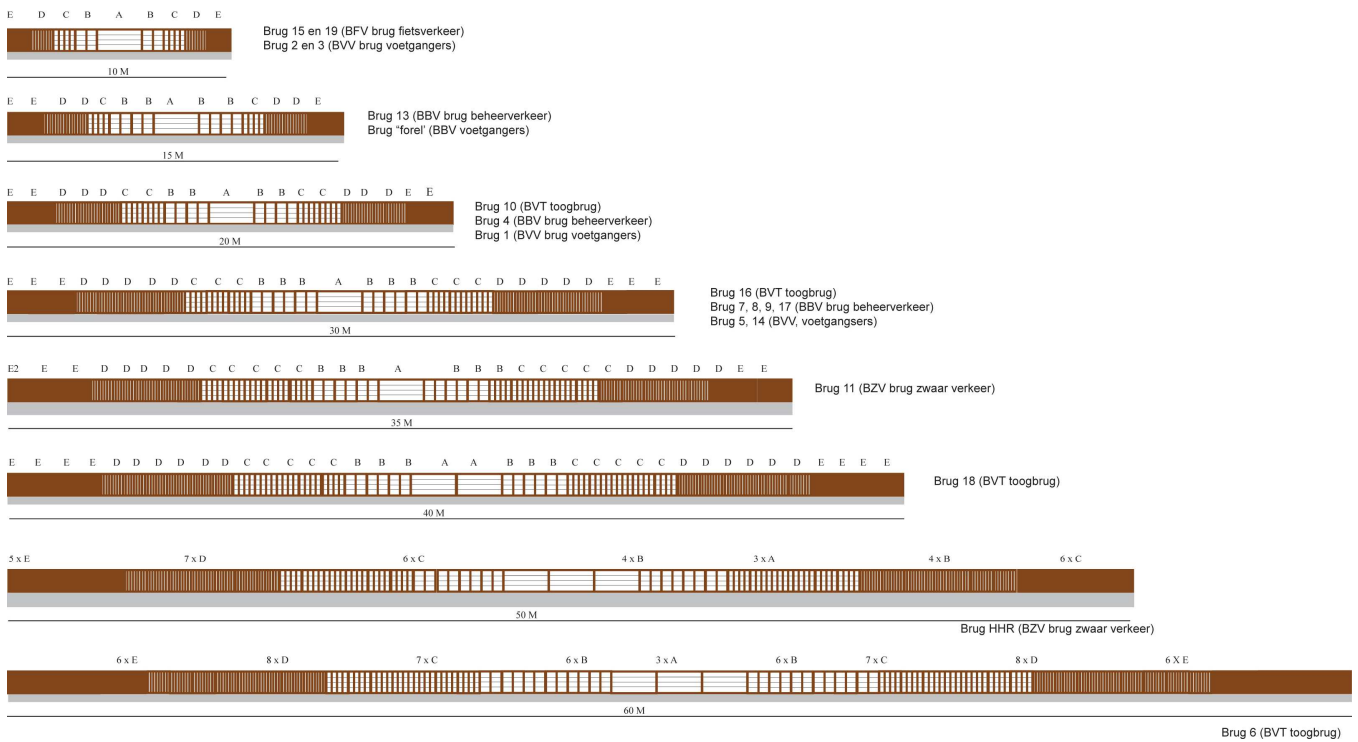 E D C B A B C D E
Brug 15 en 19 (BFV brug fietsverkeer)
Brug 2 en 3 (BVV brug voetgangers)
10 M
E E D D C B B A B B C D D E
Brug 13 (BBV brug beheerverkeer)
Brug "forel' (BBV voetgangers)
15 M
E E D D D C C B B A B B C C D D D E E
Brug 10 (BVT toogbrug)
Brug 4 (BBV brug beheerverkeer)
Brug 1 (BVV brug voetgangers)
20 M
E E E D D D D D C C C B B B A B B B C C C D D D D D E E E
Brug 16 (BVT toogbrug)
Brug 7, 8, 9, 17 (BBV brug beheerverkeer)
Brug 5, 14 (BVV, voetgangsers)
30 M
E2 E E D D D D D C C C C C B B B A B B B C C C C C D D D D D E E
Brug 11 (BZV brug zwaar verkeer)
35 M
E E E E D D D D D D C C C C C B B B A A B B B C C C C C D D D D D D E E E E
Brug 18 (BVT toogbrug)
40 M
5 x E 7 x D 6 x C 4 x B 3 x A 4 x B 6 x C
50 M
Brug HHR (BZV brug zwaar verkeer)
6 x E 8 x D 7 x C 6 x B 3 x A 6 x B 7 x C 8 x D 6 X E
60 M
Brug 6 (BVT toogbrug)